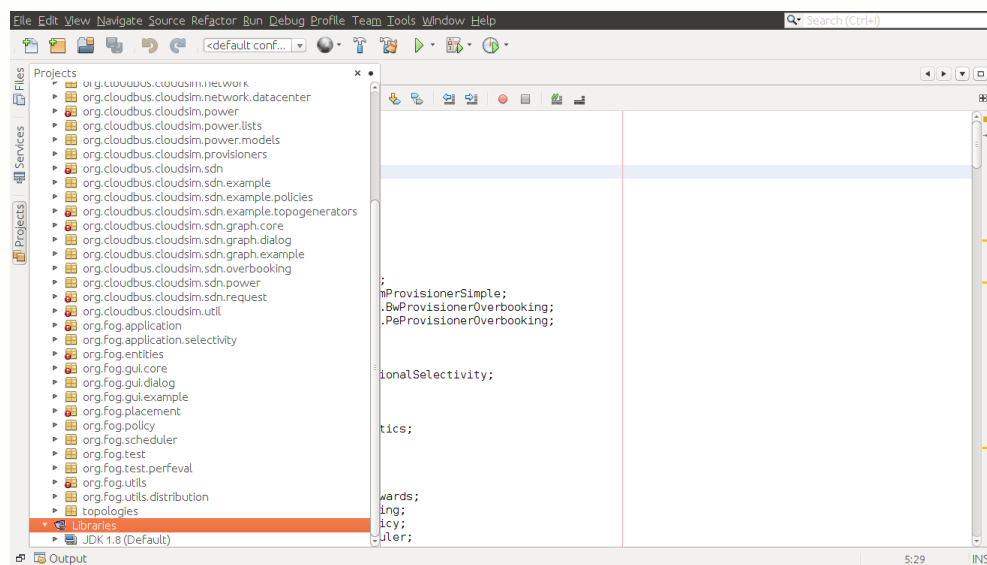 File Edit View Navigate Source Refactor Run Debug Profile Team Tools Window Help
Search (Ctrl+I)
<default conf...
Files
Services
Projects
Projects
org.cloudbus.cloudsim.network
org.cloudbus.cloudsim.network.datacenter
org.cloudbus.cloudsim.power
org.cloudbus.cloudsim.power.lists
org.cloudbus.cloudsim.power.models
org.cloudbus.cloudsim.provisioners
org.cloudbus.cloudsim.sdn
org.cloudbus.cloudsim.sdn.example
org.cloudbus.cloudsim.sdn.example.policies
org.cloudbus.cloudsim.sdn.example.topogenerators
org.cloudbus.cloudsim.sdn.graph.core
org.cloudbus.cloudsim.sdn.graph.dialog
org.cloudbus.cloudsim.sdn.graph.example
org.cloudbus.cloudsim.sdn.overbooking
org.cloudbus.cloudsim.sdn.power
org.cloudbus.cloudsim.sdn.request
org.cloudbus.cloudsim.util
org.fog.application
org.fog.application.selectivity
org.fog.entities
org.fog.gui.core
org.fog.gui.dialog
org.fog.gui.example
org.fog.placement
org.fog.policy
org.fog.scheduler
org.fog.test
org.fog.test.perfeval
org.fog.utils
org.fog.utils.distribution
topologies
Libraries
JDK 1.8 (Default)
;
mProvisionerSimple;
.BwProvisionerOverbooking;
.PeProvisionerOverbooking;
ionalSelectivity;
tics;
wards;
ing;
icy;
uler;
Output
5:29
INS